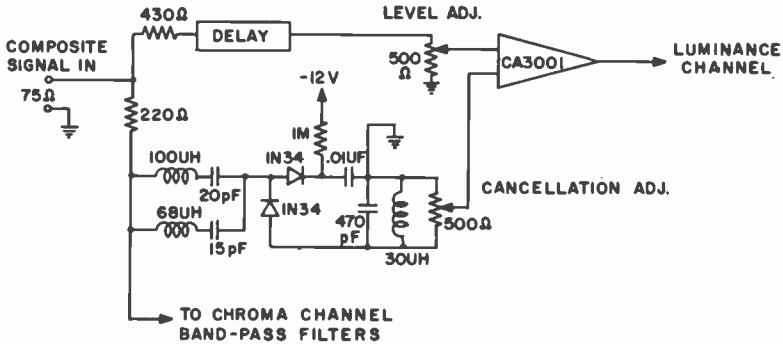 LEVEL ADJ.
430Ω
DELAY
COMPOSITE
SIGNAL IN
75Ω
500
Ω
CA3001
LUMINANCE
CHANNEL
220Ω
-12V
1M
100UH
20pF
1N34
.01UF
68UH
15pF
1N34
470
pF
30UH
500Ω
CANCELLATION ADJ.
TO CHROMA CHANNEL
BAND-PASS FILTERS